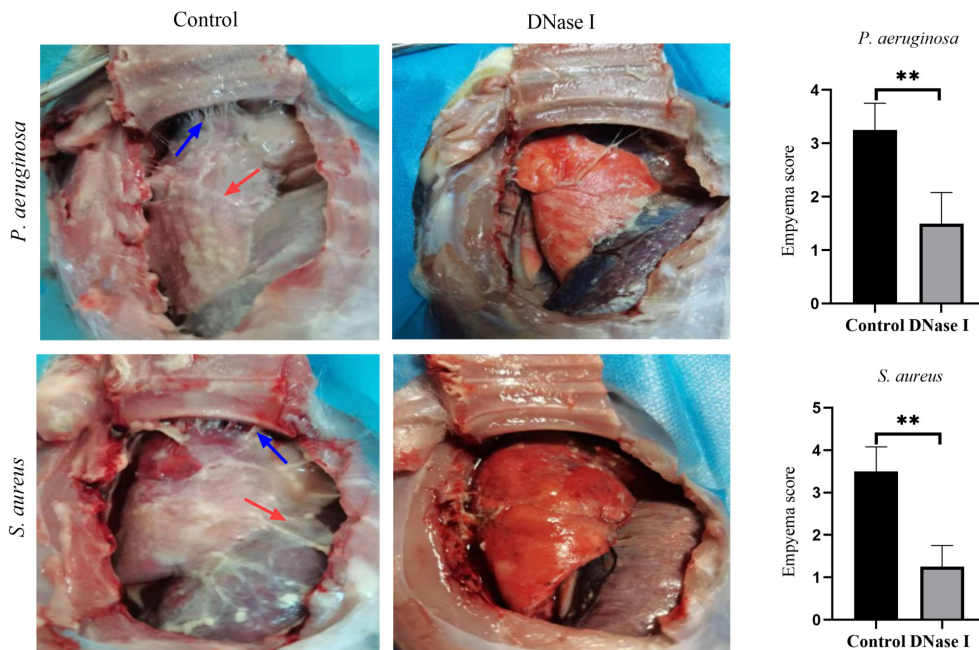 Control
DNase I
P. aeruginosa
S. aureus
P. aeruginosa
**
Empyema score
4
3
2
1
0
Control DNase I
S. aureus
**
Empyema score
5
4
3
2
1
0
Control DNase I